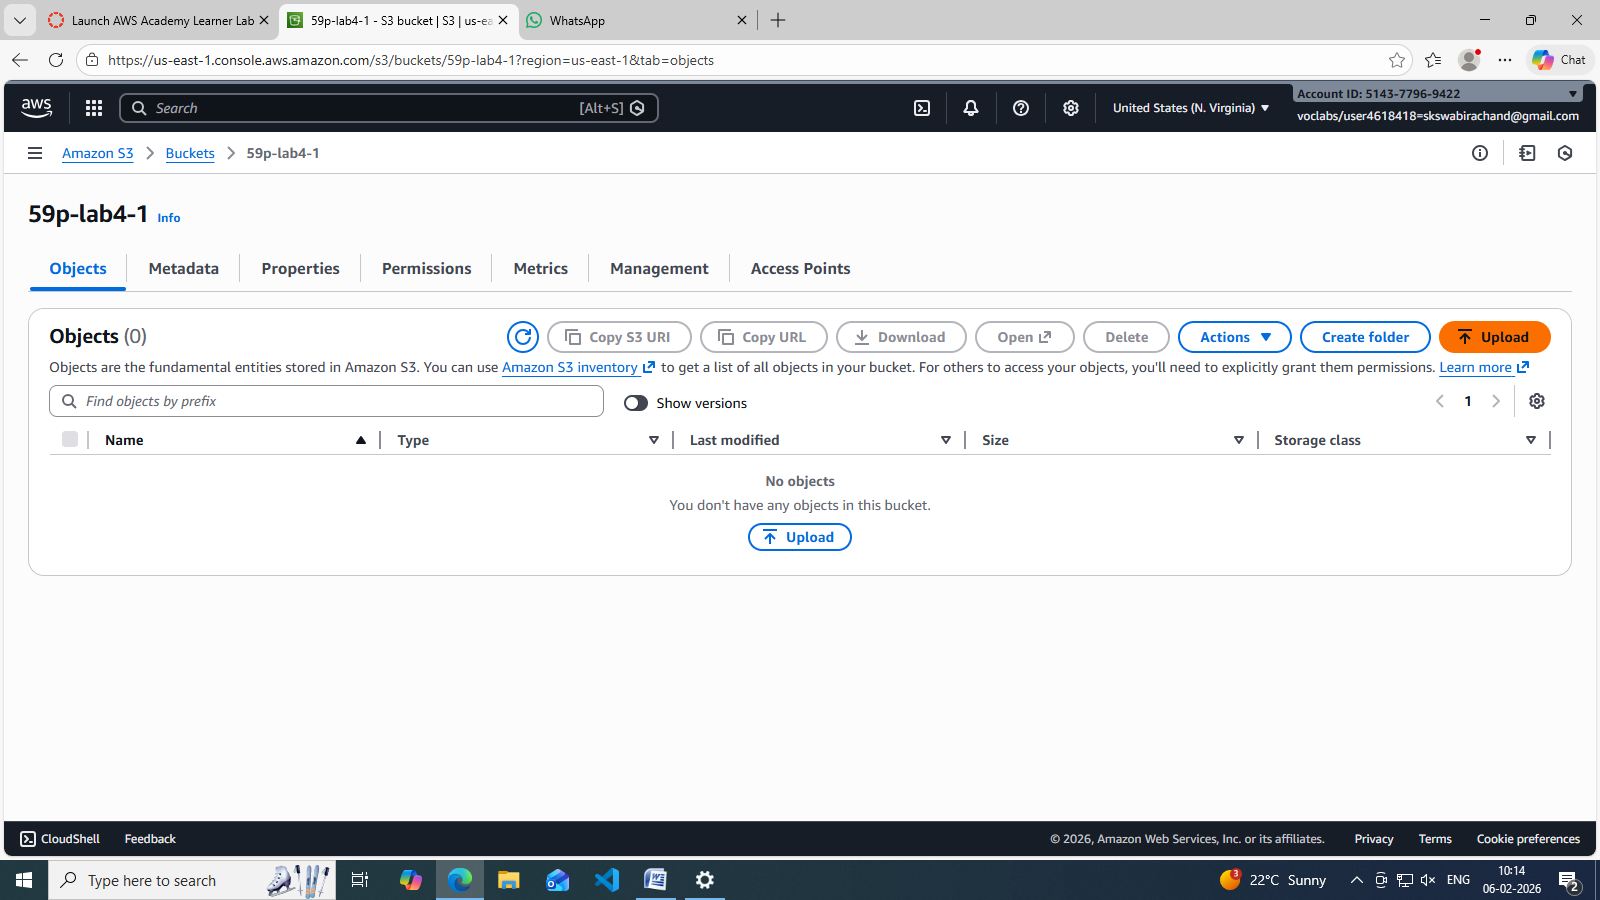 Launch AWS Academy Learner Lab
59p-lab4-1 - S3 bucket | S3 | us-ea
WhatsApp
https://us-east-1.console.aws.amazon.com/s3/buckets/59p-lab4-1?region=us-east-1&tab=objects
Chat
aws
Search
[Alt+S]
United States (N. Virginia)
Account ID: 5143-7796-9422
voclabs/user4618418=skswabirachand@gmail.com
Amazon S3
Buckets
59p-lab4-1
59p-lab4-1 Info
Objects
Metadata
Properties
Permissions
Metrics
Management
Access Points
Objects (0)
Copy S3 URI
Copy URL
Download
Open
Delete
Actions
Create folder
Upload
Objects are the fundamental entities stored in Amazon S3. You can use Amazon S3 inventory to get a list of all objects in your bucket. For others to access your objects, you'll need to explicitly grant them permissions. Learn more
Find objects by prefix
Show versions
1
Name
Type
Last modified
Size
Storage class
No objects
You don't have any objects in this bucket.
Upload
CloudShell
Feedback
© 2026, Amazon Web Services, Inc. or its affiliates.
Privacy
Terms
Cookie preferences
Type here to search
3
22°C Sunny
ENG
10:14
06-02-2026
2